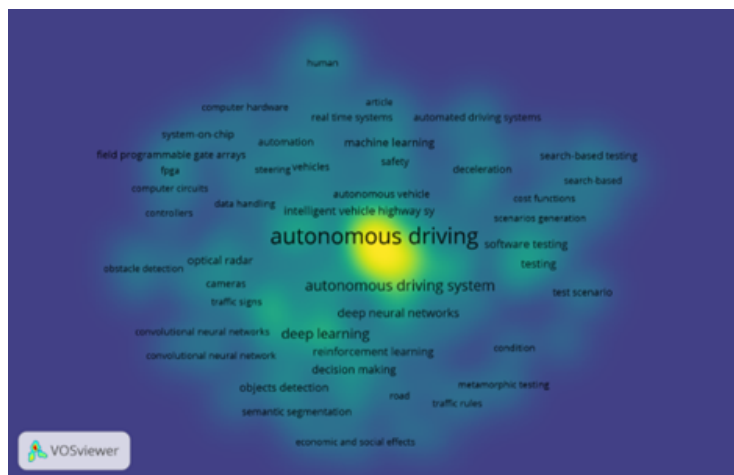 human
article
computer hardware
real time systems
automated driving systems
system-on-chip
automation
machine learning
field programmable gate arrays
safety
search-based testing
fpga
steering
vehicles
deceleration
search-based
computer circuits
autonomous vehicle
cost functions
data handling
controllers
intelligent vehicle highway sy
scenarios generation
autonomous driving
software testing
optical radar
testing
obstacle detection
cameras
autonomous driving system
test scenario
traffic signs
deep neural networks
convolutional neural networks
deep learning
convolutional neural network
reinforcement learning
condition
decision making
objects detection
metamorphic testing
road
traffic rules
semantic segmentation
economic and social effects
VOSviewer